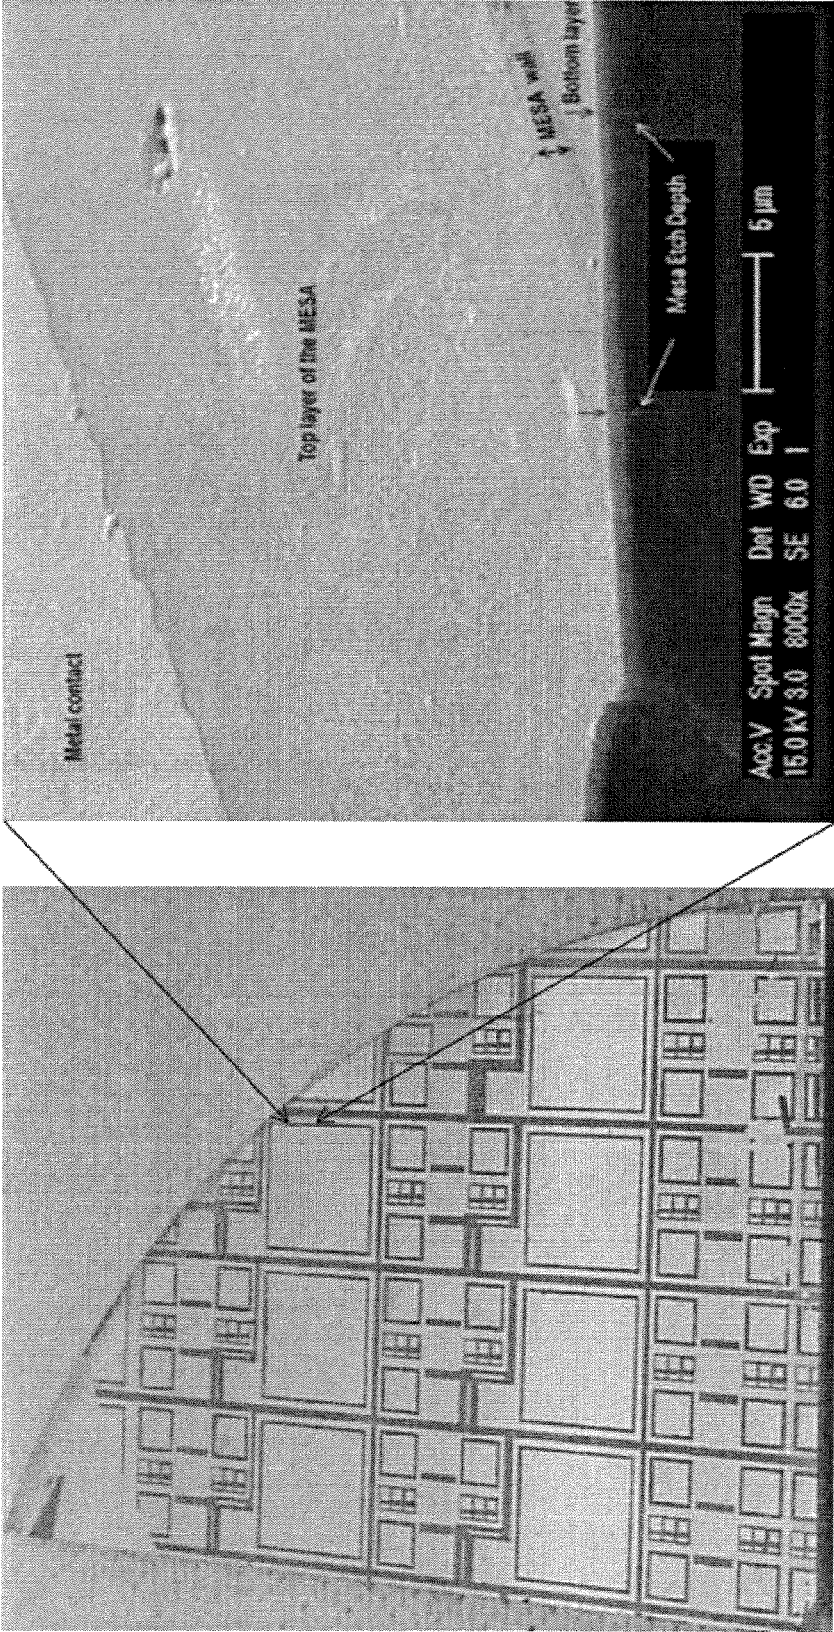 Metal contact
Top layer of the MESA
MESA wall
Bottom layer
Mesa Etch Depth
Acc.V Spot Magn Det WD Exp
15.0 kV 3.0 8000x SE 6.0 1
5 µm